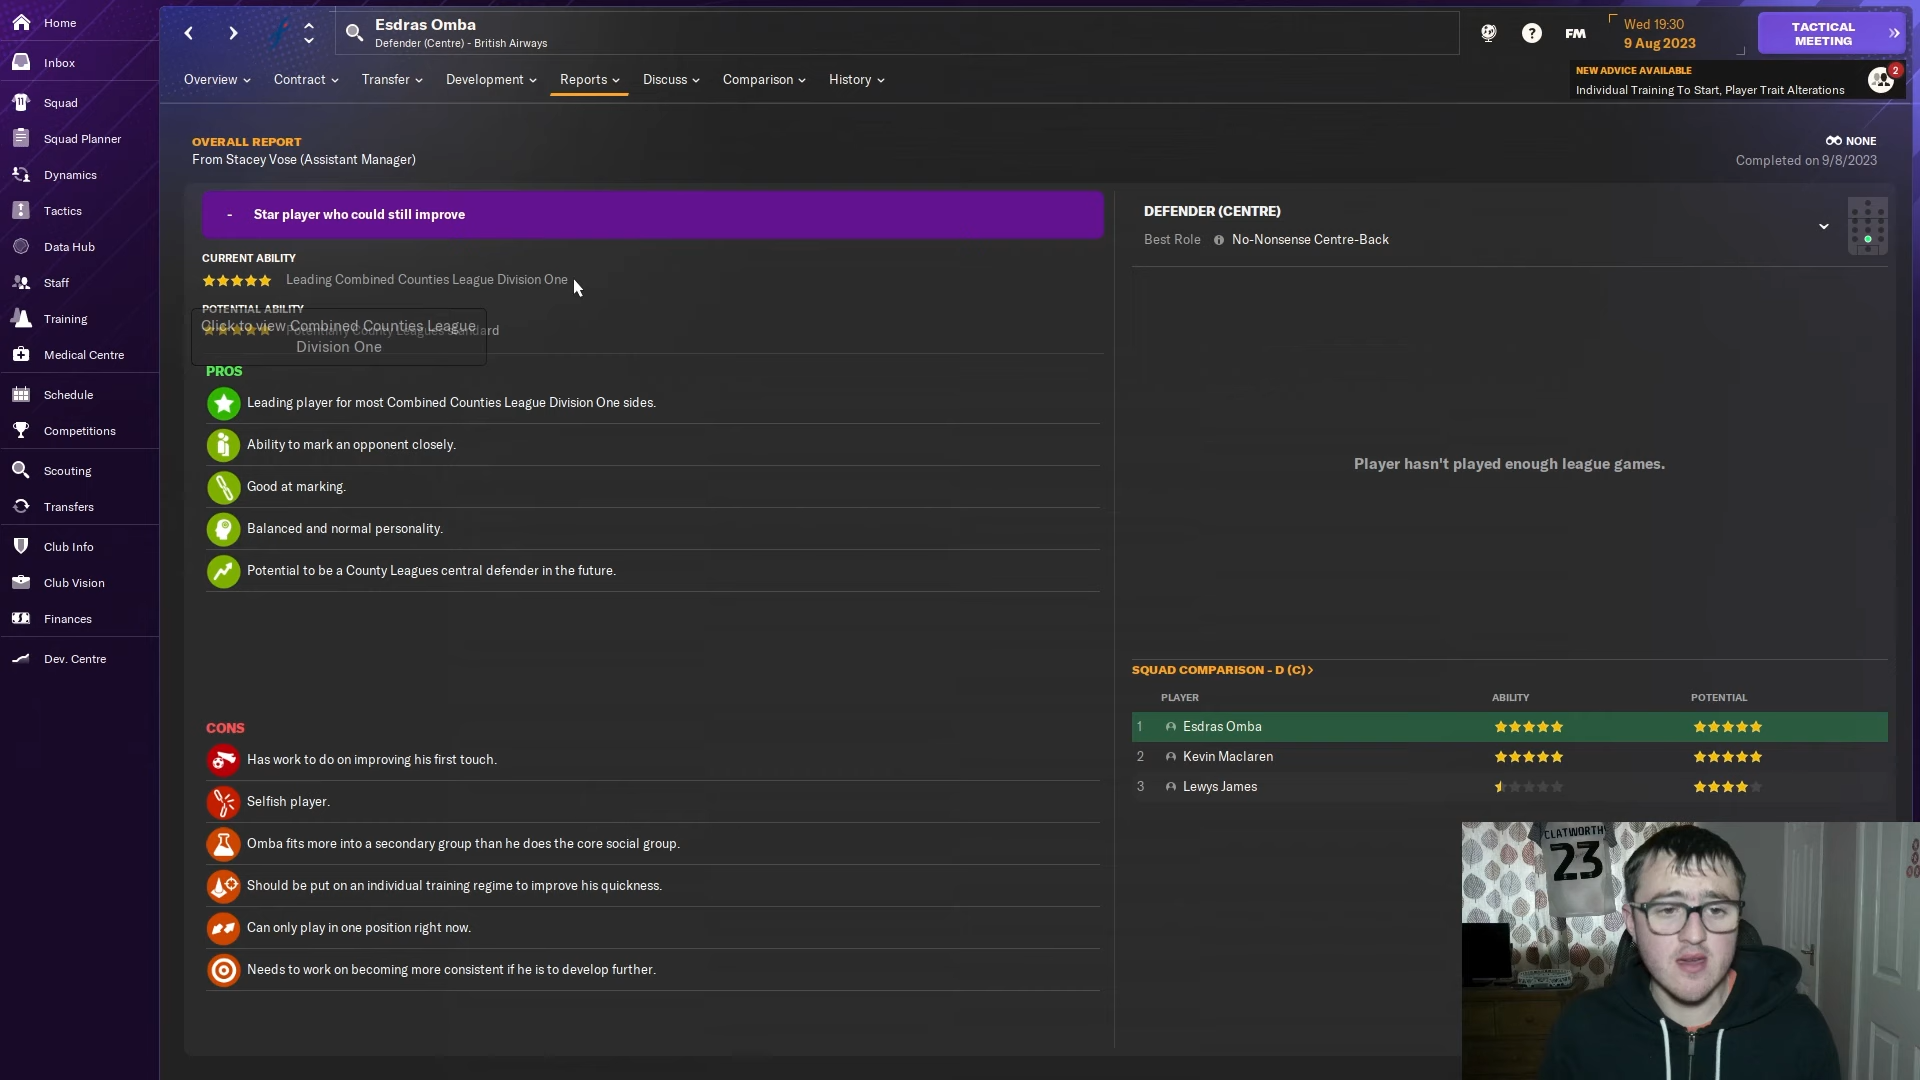 Home
Inbox
Squad
Squad Planner
Dynamics
Tactics
Data Hub
Staff
Training
Medical Centre
Schedule
Competitions
Scouting
Transfers
Club Info
Club Vision
Finances
Dev. Centre
Esdras Omba
Defender (Centre) - British Airways
?
FM
Wed 19:30
9 Aug 2023
TACTICAL
MEETING
Overview
Contract
Transfer
Development
Reports
Discuss
Comparison
History
NEW ADVICE AVAILABLE
Individual Training To Start, Player Trait Alterations
2
OVERALL REPORT
From Stacey Vose (Assistant Manager)
NONE
Completed on 9/8/2023
- Star player who could still improve
CURRENT ABILITY
Leading Combined Counties League Division One
POTENTIAL ABILITY
Potentially County Leagues standard
Click to view Combined Counties League
Division One
PROS
Leading player for most Combined Counties League Division One sides.
Ability to mark an opponent closely.
Good at marking.
Balanced and normal personality.
Potential to be a County Leagues central defender in the future.
CONS
Has work to do on improving his first touch.
Selfish player.
Omba fits more into a secondary group than he does the core social group.
Should be put on an individual training regime to improve his quickness.
Can only play in one position right now.
Needs to work on becoming more consistent if he is to develop further.
DEFENDER (CENTRE)
Best Role No-Nonsense Centre-Back
Player hasn't played enough league games.
SQUAD COMPARISON - D (C) >
PLAYER ABILITY POTENTIAL
1 Esdras Omba
2 Kevin Maclaren
3 Lewys James
CLATWORTHY
23